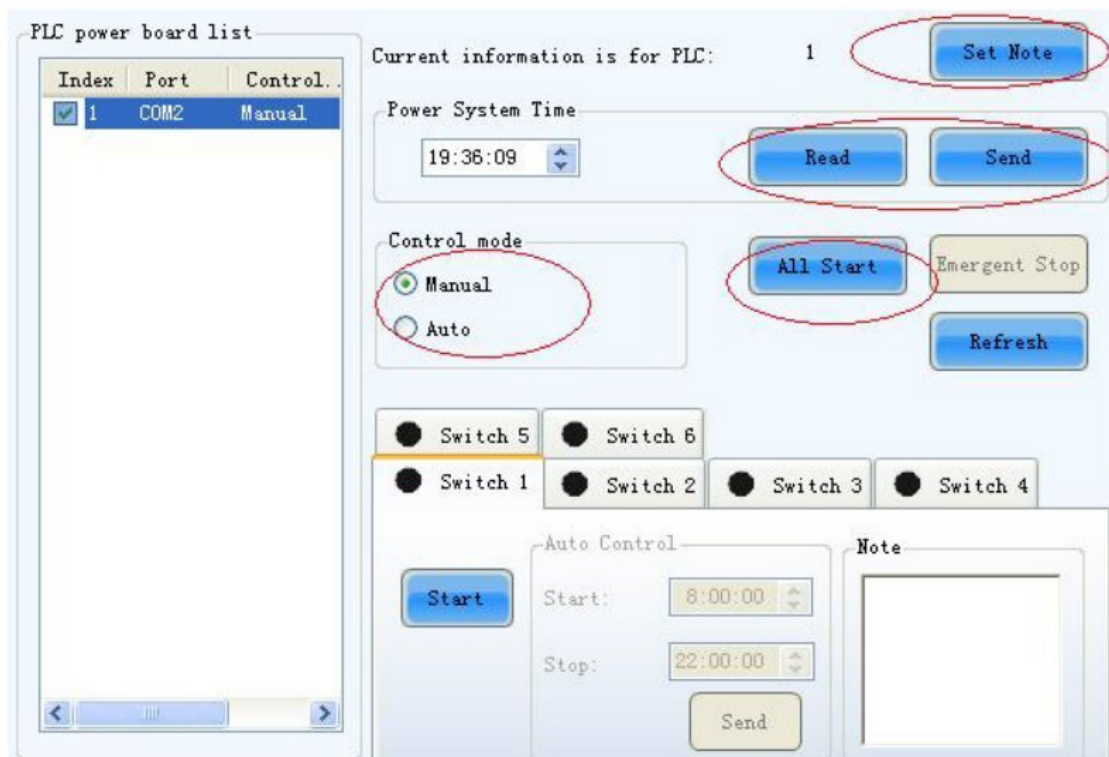 PLC power board list
Index Port Control..
1 COM2 Manual
Current information is for PLC: 1
Set Note
Power System Time
19:36:09
Read
Send
Control mode
Manual
Auto
All Start
Emergent Stop
Refresh
Switch 5
Switch 6
Switch 1
Switch 2
Switch 3
Switch 4
Start
Auto Control
Start: 8:00:00
Stop: 22:00:00
Send
Note